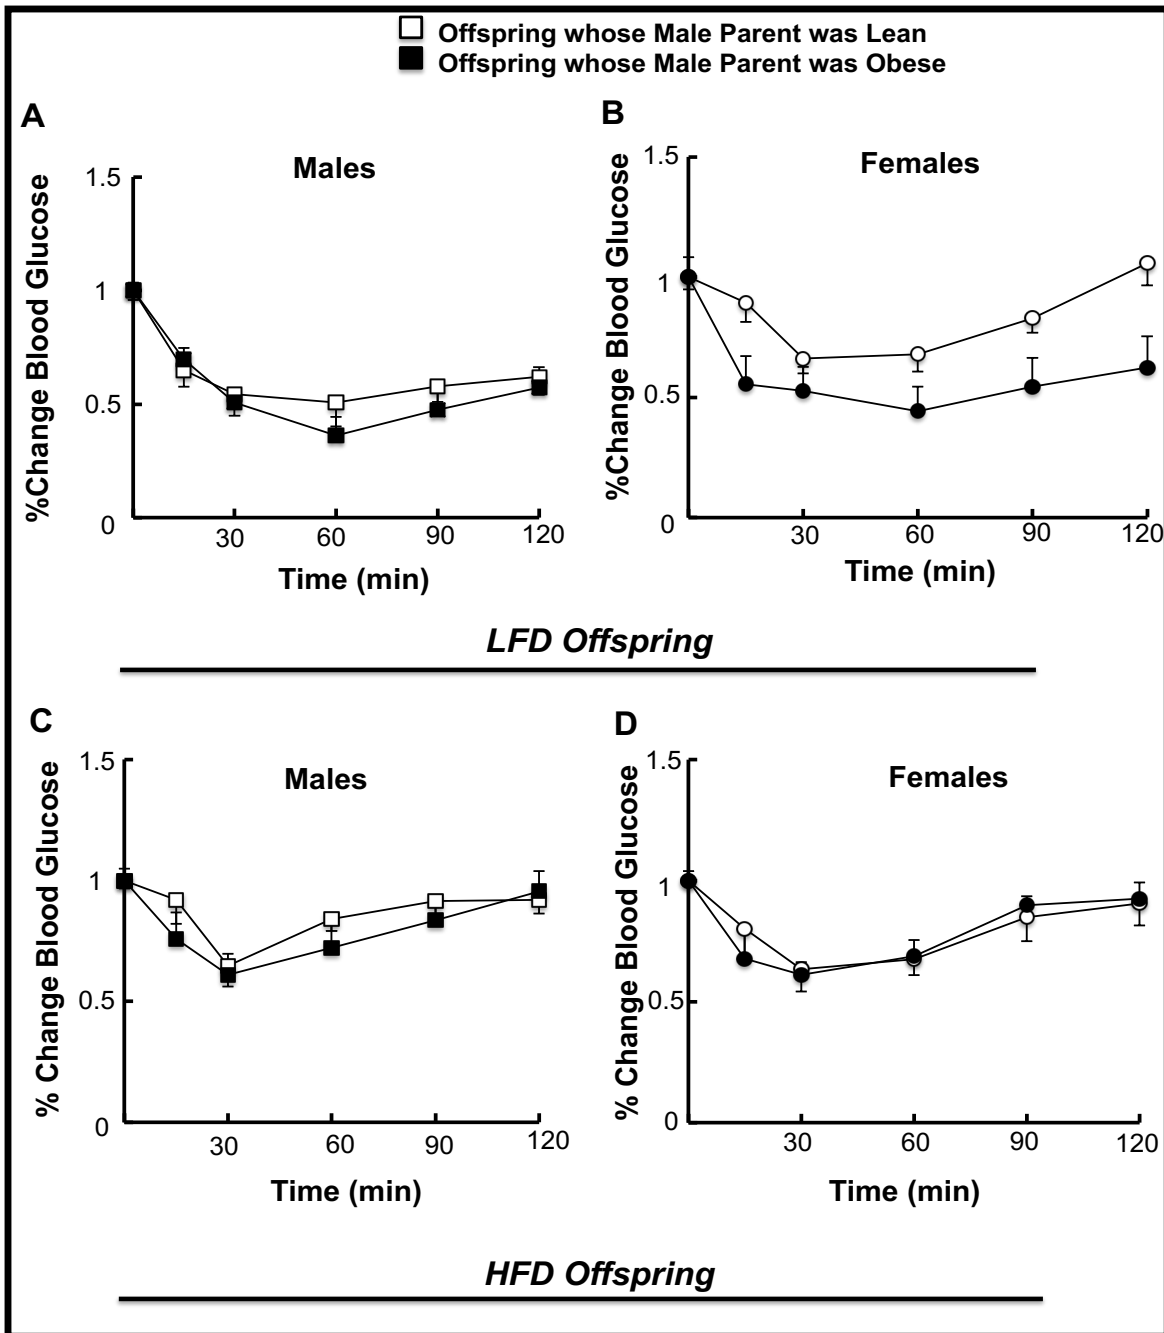 Offspring whose Male Parent was Lean
Offspring whose Male Parent was Obese
A
Males
%Change Blood Glucose
1.5
1
0.5
0
30 60 90 120
Time (min)
B
Females
%Change Blood Glucose
1.5
1
0.5
0
30 60 90 120
Time (min)
LFD Offspring
C
Males
% Change Blood Glucose
1.5
1
0.5
0
30 60 90 120
Time (min)
D
Females
% Change Blood Glucose
1.5
1
0.5
0
30 60 90 120
Time (min)
HFD Offspring